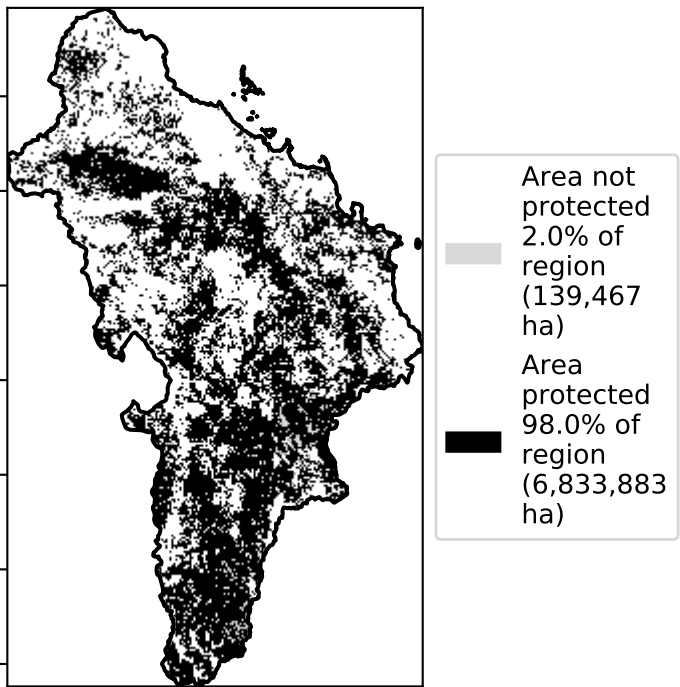 Area not
protected
2.0% of
region
(139,467
ha)
Area
protected
98.0% of
region
(6,833,883
ha)